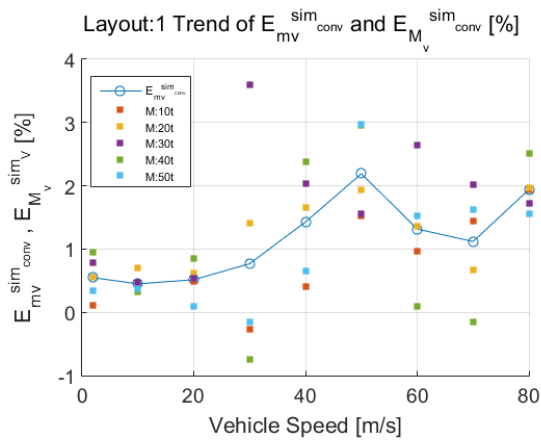 Layout:1 Trend of E_mv^sim_conv and E_M_v^sim_conv [%]
4
3
2
1
0
-1
E_mv^sim_conv
M:10t
M:20t
M:30t
M:40t
M:50t
E_mv^sim_conv , E_M_v^sim_v [%]
0 20 40 60 80
Vehicle Speed [m/s]